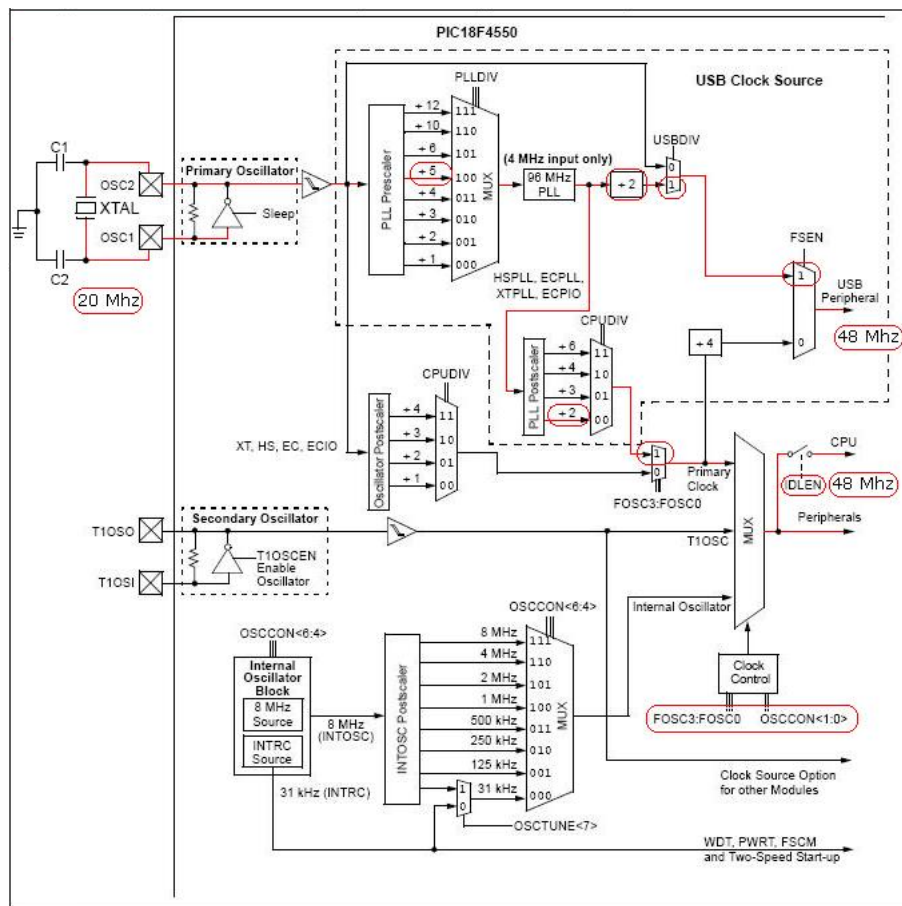 PIC18F4550
USB Clock Source
PLLDIV
÷ 12
111
÷ 10
110
÷ 6
101
÷ 5
100
÷ 4
011
÷ 3
010
÷ 2
001
÷ 1
000
PLL Prescaler
MUX
USBDIV
0
1
(4 MHz input only)
96 MHz
PLL
÷ 2
C1
OSC2
XTAL
OSC1
C2
20 Mhz
Primary Oscillator
Sleep
FSEN
1
0
USB
Peripheral
48 Mhz
HSPLL, ECPLL,
XTPLL, ECPIO
CPUDIV
PLL Postscaler
÷ 6
11
÷ 4
10
÷ 3
01
÷ 2
00
÷ 4
CPUDIV
Oscillator Postscaler
÷ 4
11
÷ 3
10
÷ 2
01
÷ 1
00
XT, HS, EC, ECIO
1
0
Primary
Clock
FOSC3:FOSC0
CPU
IDLEN
48 Mhz
Peripherals
MUX
Secondary Oscillator
T1OSO
T1OSI
T1OSCEN
Enable
Oscillator
T1OSC
Internal Oscillator
OSCCON<6:4>
OSCCON<6:4>
Internal
Oscillator
Block
8 MHz
Source
INTRC
Source
8 MHz
(INTOSC)
31 kHz (INTRC)
INTOSC Postscaler
8 MHz
111
4 MHz
110
2 MHz
101
1 MHz
100
500 kHz
011
250 kHz
010
125 kHz
001
1
0
31 kHz
000
MUX
OSCTUNE<7>
Clock
Control
FOSC3:FOSC0
OSCCON<1:0>
Clock Source Option
for other Modules
WDT, PWRT, FSCM
and Two-Speed Start-up